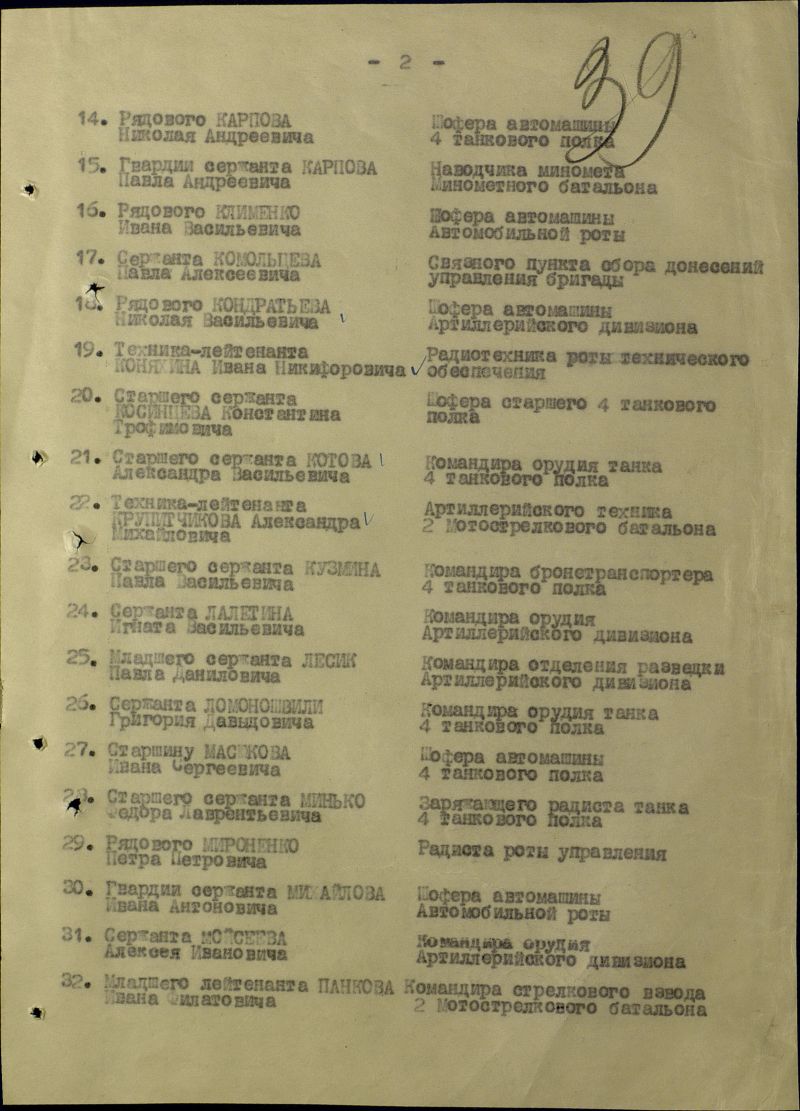 - 2 -
39
14. Рядового КАРПОВА Шофера автомашины
Николая Андреевича 4 танкового полка
15. Гвардии сержанта КАРПОВА Наводчика миномета
Павла Андреевича Минометного батальона
16. Рядового КЛИМЕНКО Шофера автомашины
Ивана Васильевича Автомобильной роты
17. Сержанта КОМОЛЬЦЕВА Связного пункта сбора донесений
Павла Алексеевича управления бригады
18. Рядового КОНДРАТЬЕВА Шофера автомашины
Николая Васильевича Артиллерийского дивизиона
19. Техника-лейтенанта Радиотехника роты технического
КОНЯХИНА Ивана Никифоровича обеспечения
20. Старшего сержанта Шофера старшего 4 танкового
КОСИНЦЕВА Константина полка
Трофимовича
21. Старшего сержанта КОТОВА Командира орудия танка
Александра Васильевича 4 танкового полка
22. Техника-лейтенанта Артиллерийского техника
КРУПИТЧИКОВА Александра 2 Мотострелкового батальона
Михайловича
23. Старшего сержанта КУЗМИНА Командира бронетранспортера
Павла Васильевича 4 танкового полка
24. Сержанта ЛАЛЕТИНА Командира орудия
Игната Васильевича Артиллерийского дивизиона
25. Младшего сержанта ЛЕСИК Командира отделения разведки
Павла Даниловича Артиллерийского дивизиона
26. Сержанта ЛОМОНОШВИЛИ Командира орудия танка
Григория Давыдовича 4 танкового полка
27. Старшину Шофера автомашины
Ивана Сергеевича 4 танкового полка
28. Старшего сержанта МИНЬКО Заряжающего радиста танка
Федора Лаврентьевича 4 танкового полка
29. Рядового МИРОНЕНКО Радиста роты управления
Петра Петровича
30. Гвардии сержанта МИХАЙЛОВА Шофера автомашины
Ивана Антоновича Автомобильной роты
31. Сержанта МОИСЕЕВА Командира орудия
Алексея Ивановича Артиллерийского дивизиона
32. Младшего лейтенанта ПАНКОВА Командира стрелкового взвода
Ивана Филатовича 2 Мотострелкового батальона